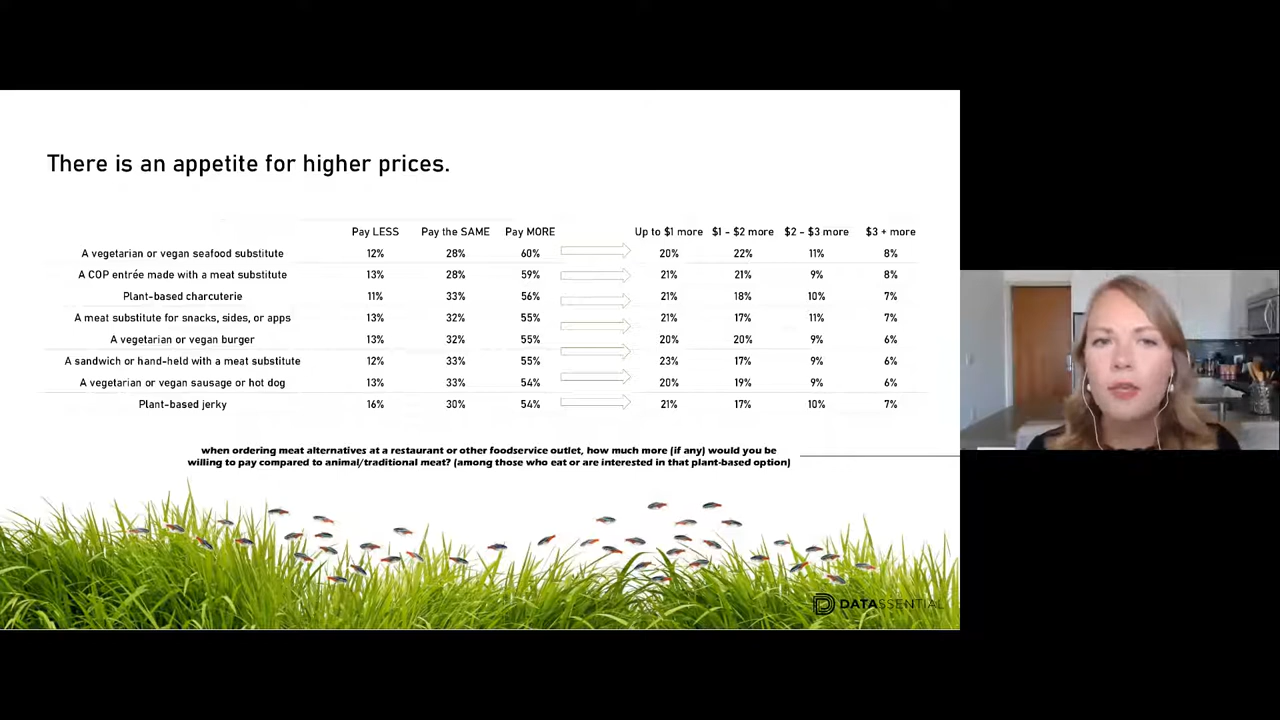 There is an appetite for higher prices.
Pay LESS Pay the SAME Pay MORE Up to $1 more $1 - $2 more $2 - $3 more $3 + more
A vegetarian or vegan seafood substitute 12% 28% 60% 20% 22% 11% 8%
A COP entrée made with a meat substitute 13% 28% 59% 21% 21% 9% 8%
Plant-based charcuterie 11% 33% 56% 21% 18% 10% 7%
A meat substitute for snacks, sides, or apps 13% 32% 55% 21% 17% 11% 7%
A vegetarian or vegan burger 13% 32% 55% 20% 20% 9% 6%
A sandwich or hand-held with a meat substitute 12% 33% 55% 23% 17% 9% 6%
A vegetarian or vegan sausage or hot dog 13% 33% 54% 20% 19% 9% 6%
Plant-based jerky 16% 30% 54% 21% 17% 10% 7%
when ordering meat alternatives at a restaurant or other foodservice outlet, how much more (if any) would you be
willing to pay compared to animal/traditional meat? (among those who eat or are interested in that plant-based option)
DATASSENTIAL